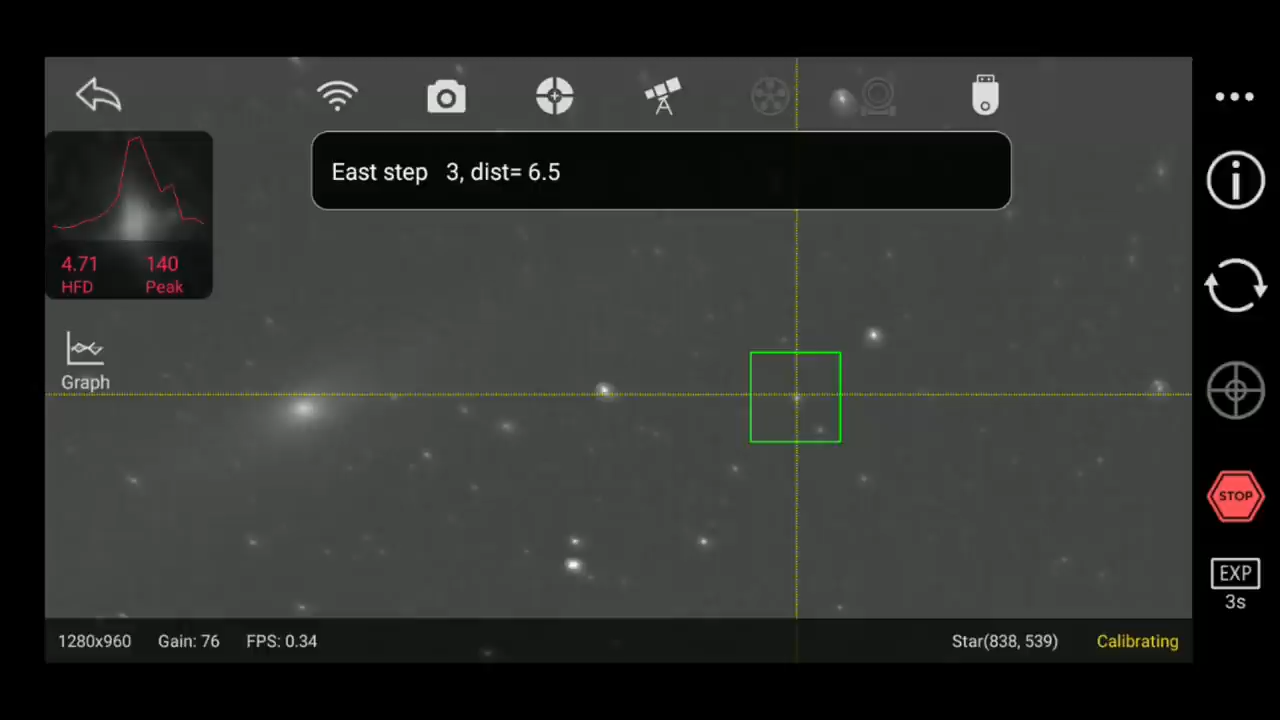 East step 3, dist= 6.5
4.71 140
HFD Peak
Graph
STOP
EXP
3s
1280x960 Gain: 76 FPS: 0.34 Star(838, 539) Calibrating